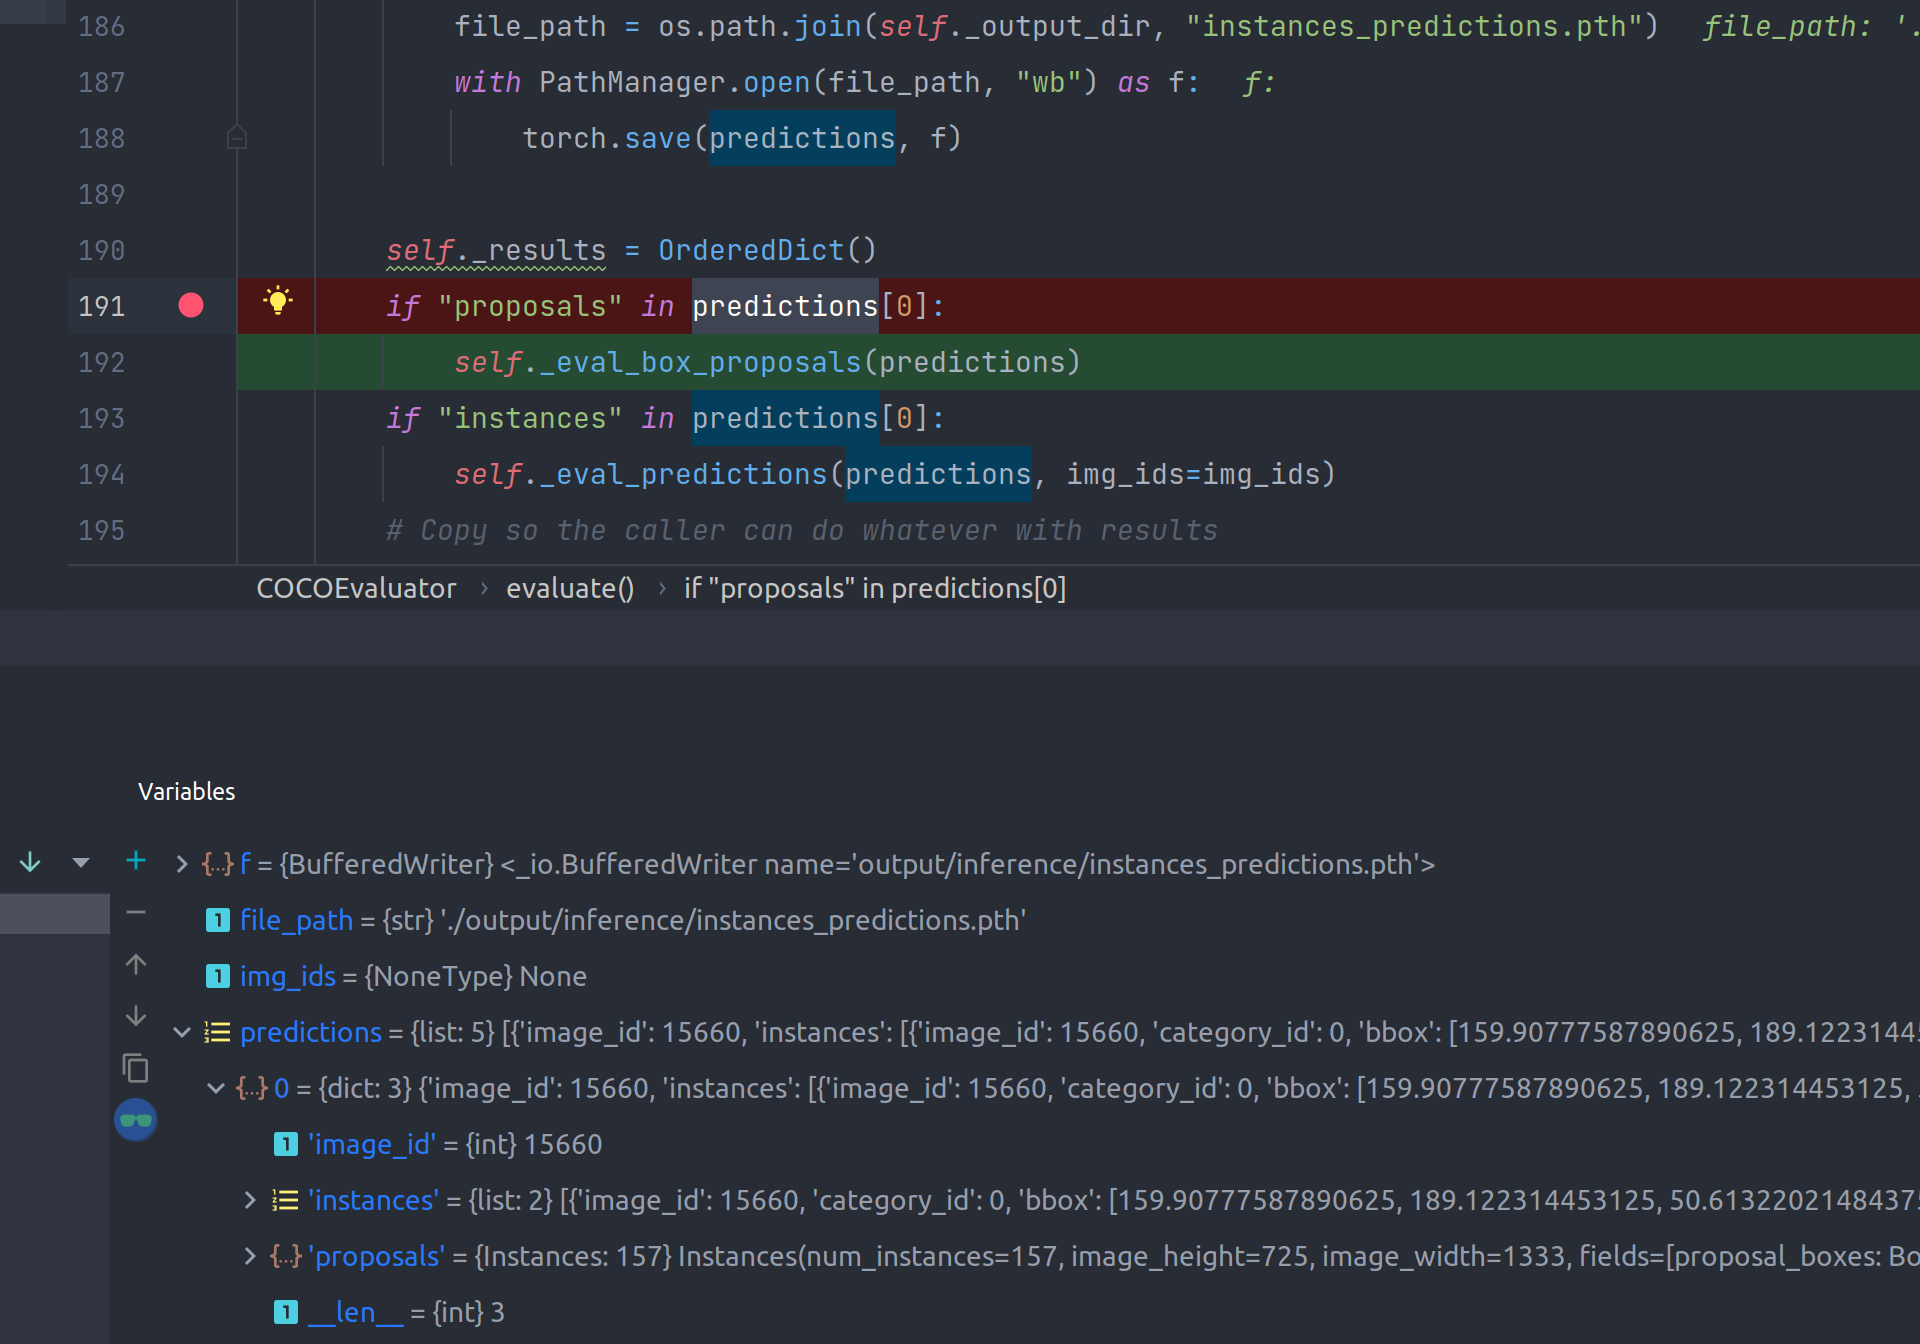 186 file_path = os.path.join(self._output_dir, "instances_predictions.pth") file_path: '.
187 with PathManager.open(file_path, "wb") as f: f:
188 torch.save(predictions, f)
189
190 self._results = OrderedDict()
191 if "proposals" in predictions[0]:
192 self._eval_box_proposals(predictions)
193 if "instances" in predictions[0]:
194 self._eval_predictions(predictions, img_ids=img_ids)
195 # Copy so the caller can do whatever with results
COCOEvaluator › evaluate() › if "proposals" in predictions[0]
Variables
{...} f = {BufferedWriter} <_io.BufferedWriter name='output/inference/instances_predictions.pth'>
1 file_path = {str} './output/inference/instances_predictions.pth'
1 img_ids = {NoneType} None
predictions = {list: 5} [{'image_id': 15660, 'instances': [{'image_id': 15660, 'category_id': 0, 'bbox': [159.90777587890625, 189.12231445
{...} 0 = {dict: 3} {'image_id': 15660, 'instances': [{'image_id': 15660, 'category_id': 0, 'bbox': [159.90777587890625, 189.122314453125,
1 'image_id' = {int} 15660
'instances' = {list: 2} [{'image_id': 15660, 'category_id': 0, 'bbox': [159.90777587890625, 189.122314453125, 50.61322021484375
{...} 'proposals' = {Instances: 157} Instances(num_instances=157, image_height=725, image_width=1333, fields=[proposal_boxes: Bo
1 __len__ = {int} 3